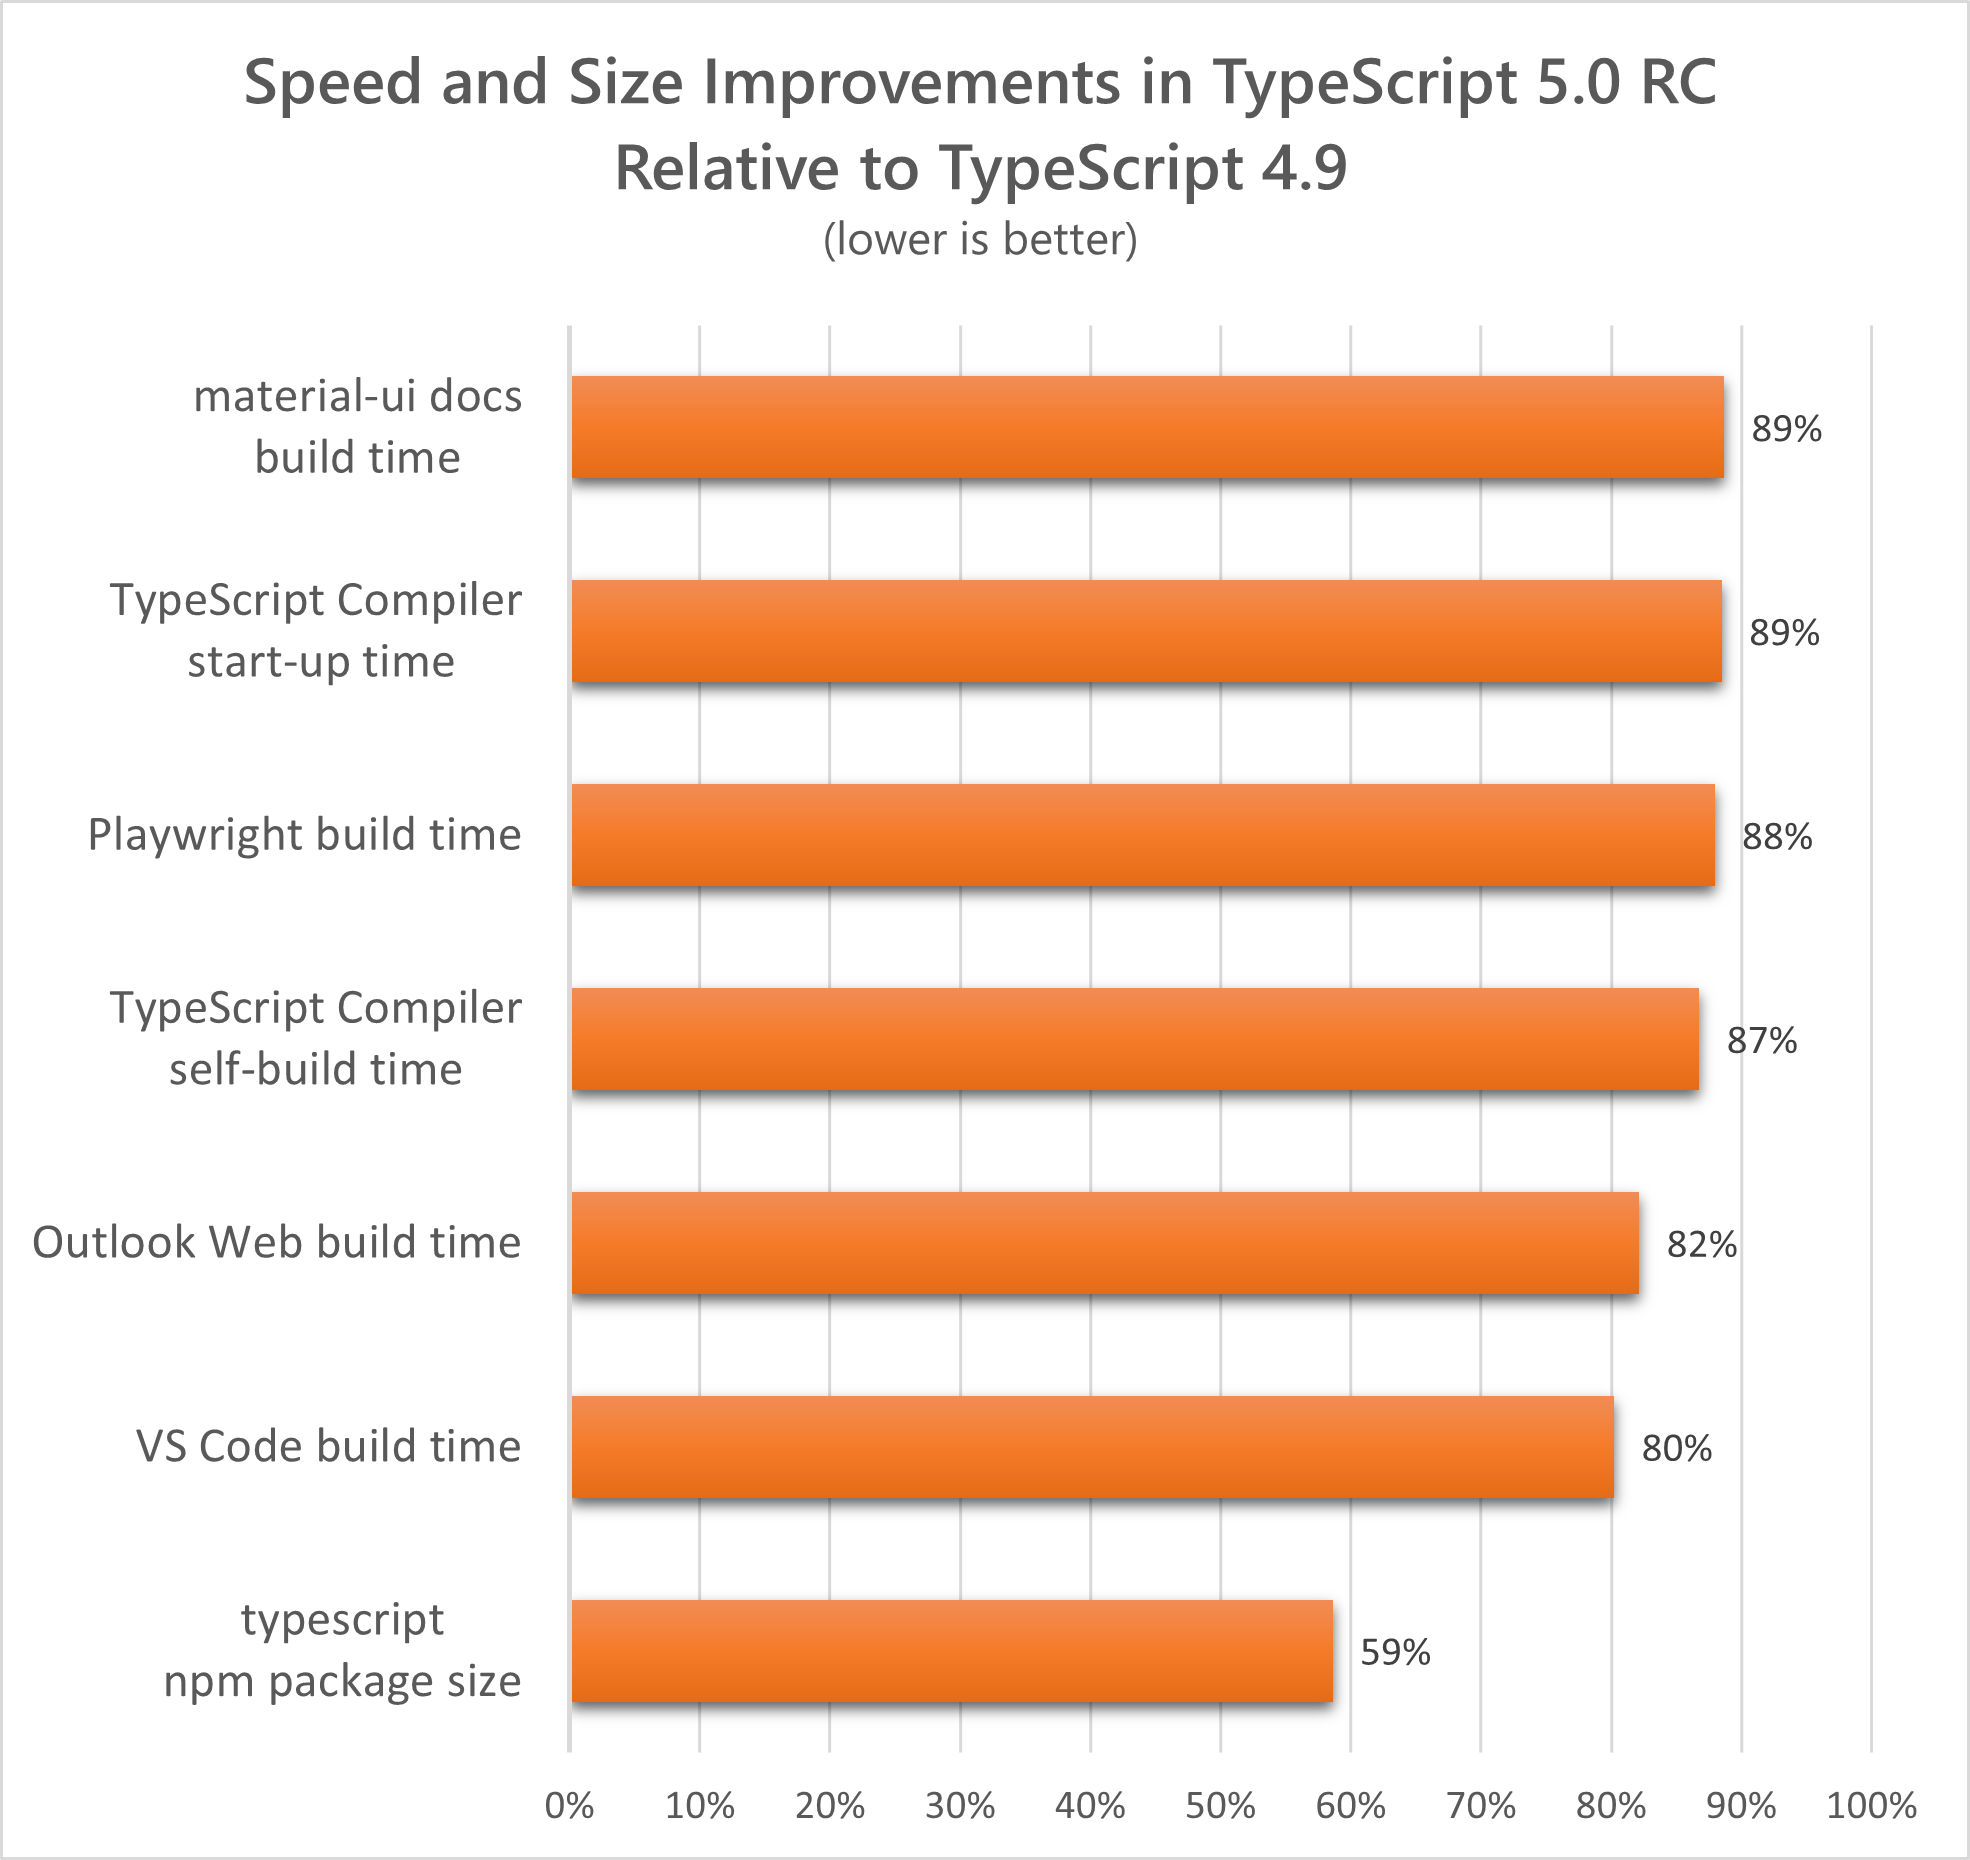 Speed and Size Improvements in TypeScript 5.0 RC
Relative to TypeScript 4.9
(lower is better)
material-ui docs
build time
89%
TypeScript Compiler
start-up time
89%
Playwright build time
88%
TypeScript Compiler
self-build time
87%
Outlook Web build time
82%
VS Code build time
80%
typescript
npm package size
59%
0% 10% 20% 30% 40% 50% 60% 70% 80% 90% 100%